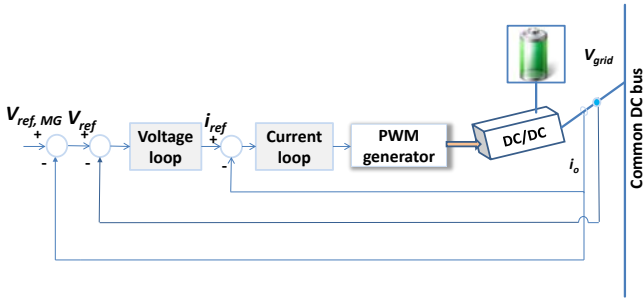 V_grid
V_ref, MG
V_ref
i_ref
+
+
+
-
-
-
Voltage
loop
Current
loop
PWM
generator
DC/DC
i_o
Common DC bus